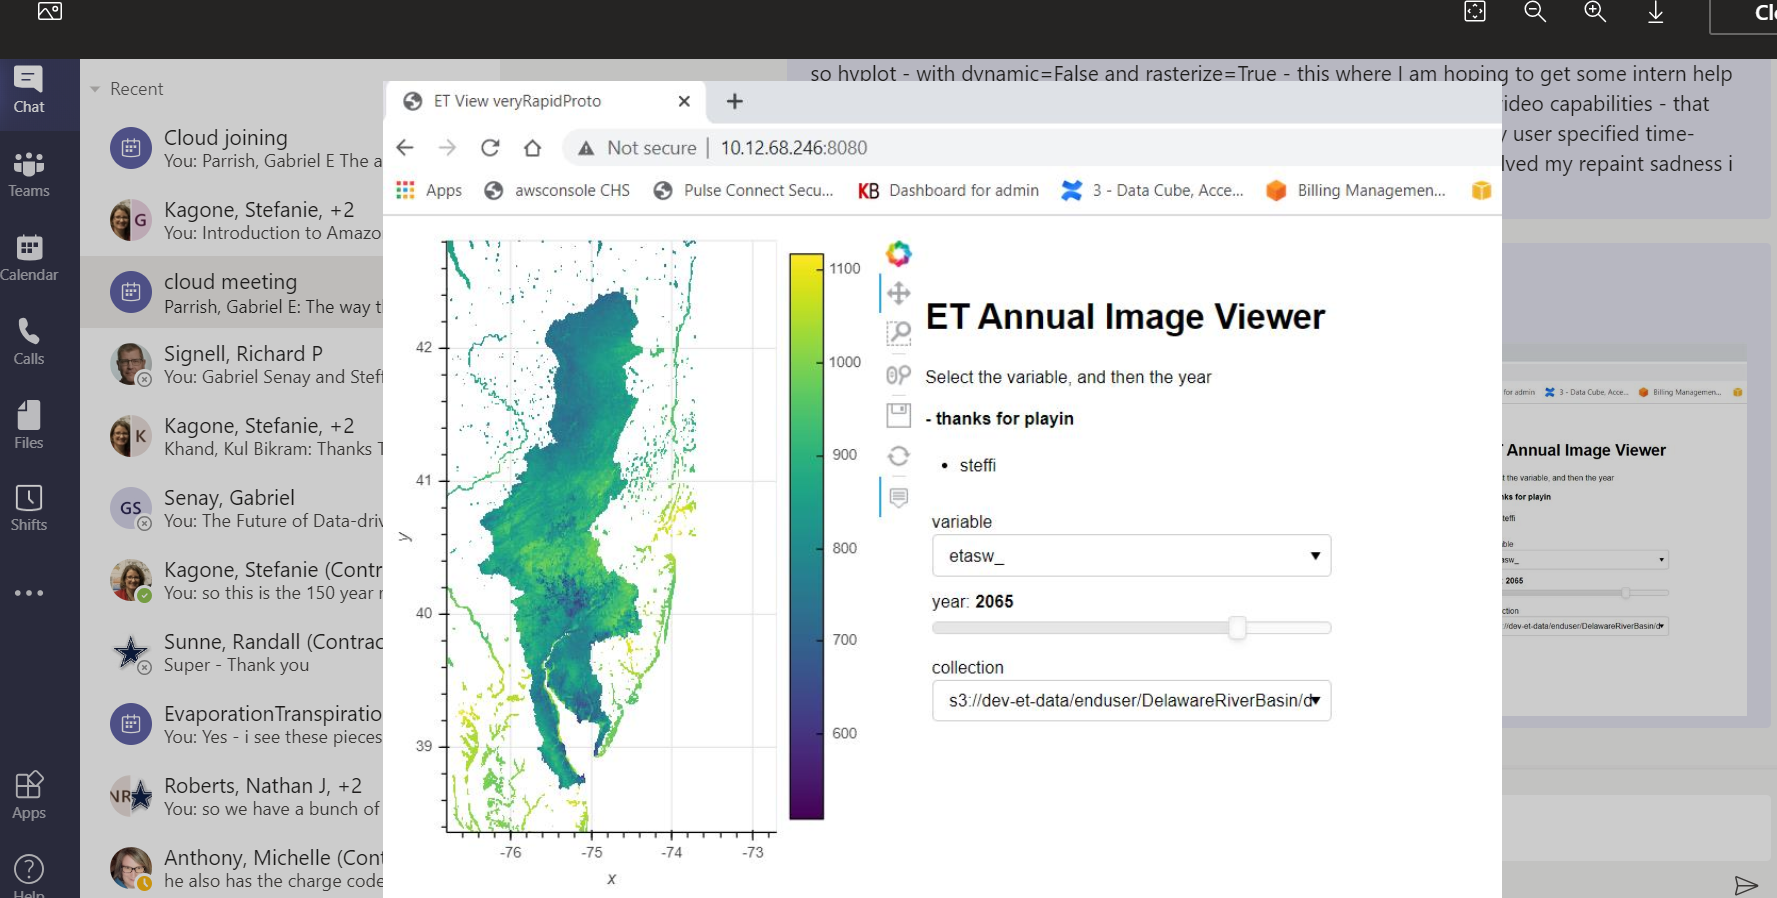 Clo
Chat
Teams
Calendar
Calls
Files
Shifts
Apps
Help
Recent
Cloud joining
You: Parrish, Gabriel E The a
Kagone, Stefanie, +2
You: Introduction to Amazo
cloud meeting
Parrish, Gabriel E: The way t
Signell, Richard P
You: Gabriel Senay and Stef
Kagone, Stefanie, +2
Khand, Kul Bikram: Thanks T
GS
Senay, Gabriel
You: The Future of Data-driv
Kagone, Stefanie (Contr
You: so this is the 150 year r
Sunne, Randall (Contrac
Super - Thank you
EvaporationTranspiratio
You: Yes - i see these pieces
Roberts, Nathan J, +2
You: so we have a bunch of
Anthony, Michelle (Cont
he also has the charge code
G
K
NR
so hvplot - with dynamic=False and rasterize=True - this where I am hoping to get some intern help
ideo capabilities - that
y user specified time-
lved my repaint sadness i
ET View veryRapidProto
Not secure | 10.12.68.246:8080
Apps
awsconsole CHS
Pulse Connect Secu...
KB Dashboard for admin
3 - Data Cube, Acce...
Billing Managemen...
42
41
40
39
y
-76 -75 -74 -73
x
1100
1000
900
800
700
600
ET Annual Image Viewer
Select the variable, and then the year
- thanks for playin
• steffi
variable
etasw_
year: 2065
collection
s3://dev-et-data/enduser/DelawareRiverBasin/d
for admin
3 - Data Cube, Acce...
Billing Managemen...
Annual Image Viewer
t the variable, and then the year
nks for playin
teffi
ble
sw_
: 2065
ction
://dev-et-data/enduser/DelawareRiverBasin/d